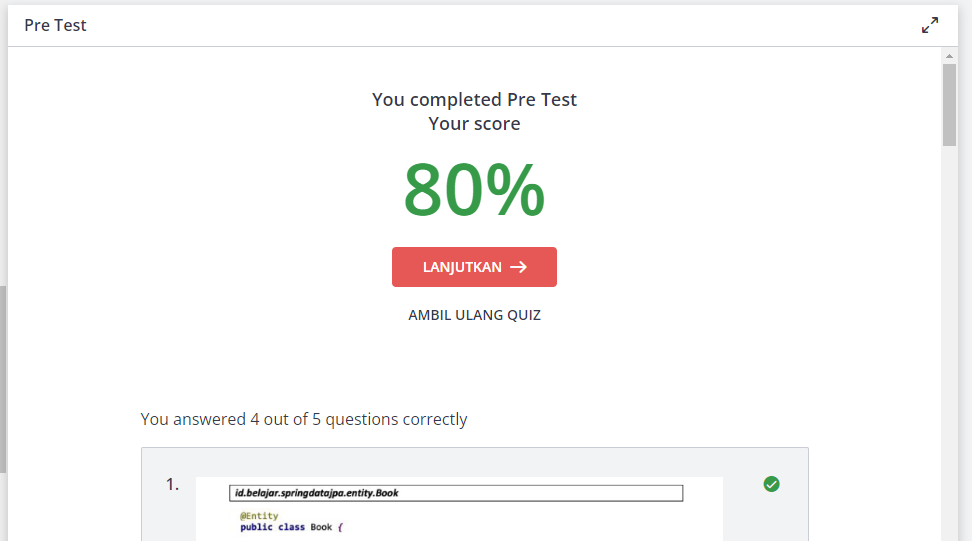 Pre Test
You completed Pre Test
Your score
80%
LANJUTKAN →
AMBIL ULANG QUIZ
You answered 4 out of 5 questions correctly
1.
id.belajar.springdatajpa.entity.Book
@Entity
public class Book {